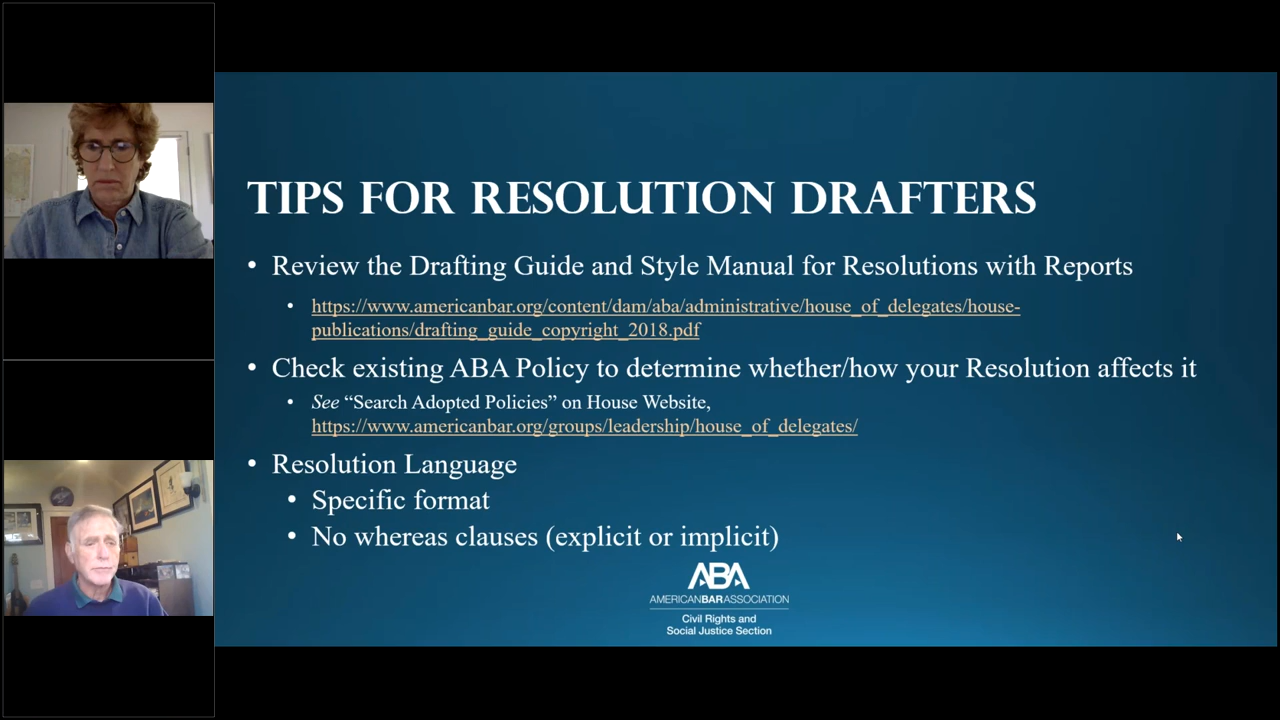 TIPS FOR RESOLUTION DRAFTERS
• Review the Drafting Guide and Style Manual for Resolutions with Reports
• https://www.americanbar.org/content/dam/aba/administrative/house_of_delegates/house-
publications/drafting_guide_copyright_2018.pdf
• Check existing ABA Policy to determine whether/how your Resolution affects it
• See “Search Adopted Policies” on House Website,
https://www.americanbar.org/groups/leadership/house_of_delegates/
• Resolution Language
• Specific format
• No whereas clauses (explicit or implicit)
ABA
AMERICANBARASSOCIATION
Civil Rights and
Social Justice Section